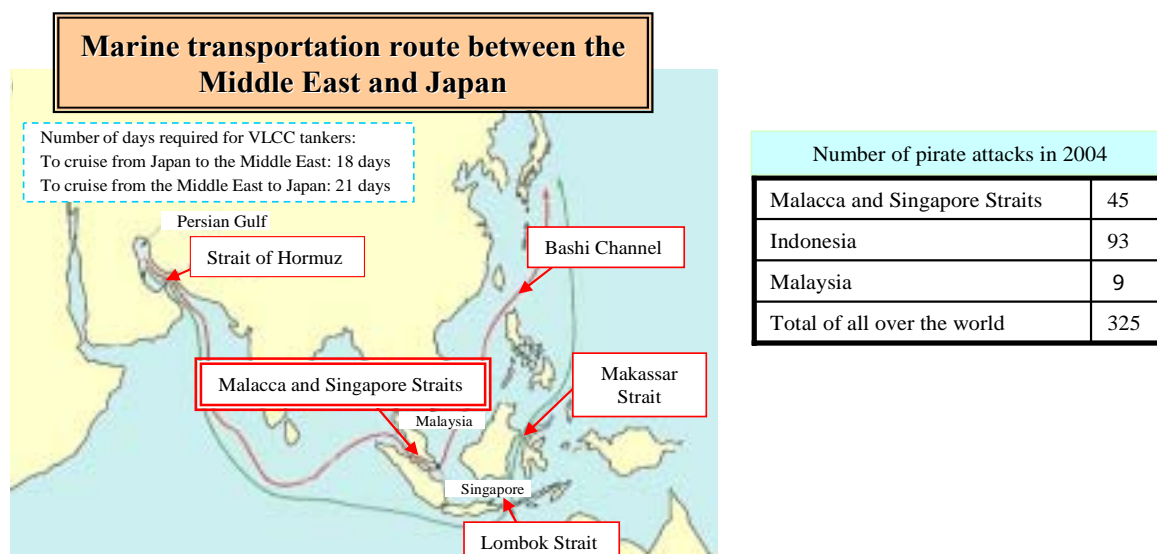 Marine transportation route between the
Middle East and Japan
Number of days required for VLCC tankers:
To cruise from Japan to the Middle East: 18 days
To cruise from the Middle East to Japan: 21 days
Persian Gulf
Strait of Hormuz
Bashi Channel
Malacca and Singapore Straits
Makassar
Strait
Malaysia
Singapore
Lombok Strait
Number of pirate attacks in 2004
Malacca and Singapore Straits 45
Indonesia 93
Malaysia 9
Total of all over the world 325